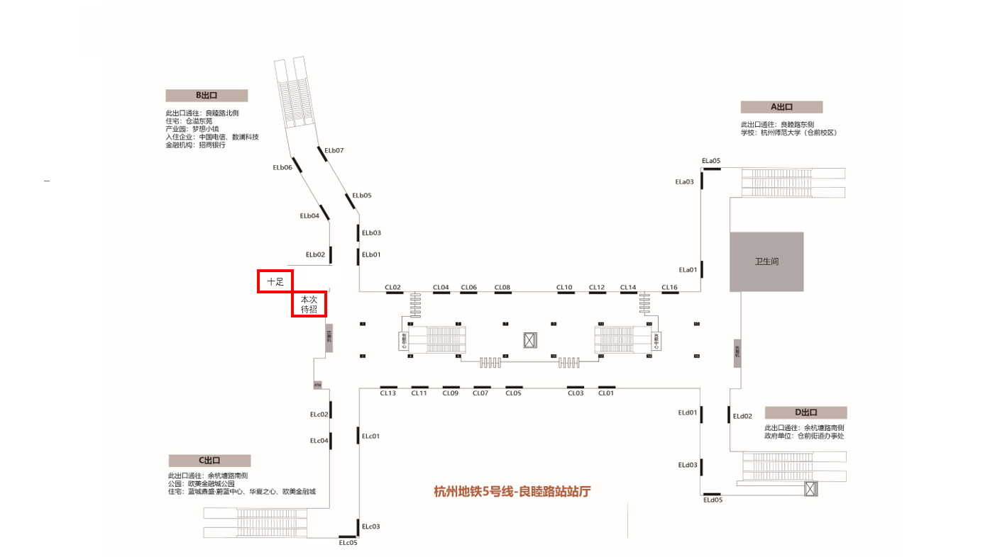 B出口
此出口通往：良睦路北侧
住宅：仓溢东苑
产业园：梦想小镇
入住企业：中国电信、数澜科技
金融机构：招商银行
A出口
此出口通往：良睦路东侧
学校：杭州师范大学（仓前校区）
ELb07
ELb06
ELb05
ELb04
ELb03
ELb02
ELb01
ELa05
ELa03
ELa01
卫生间
十足
本次
待招
CL02
CL04
CL06
CL08
CL10
CL12
CL14
CL16
ATM
CL13
CL11
CL09
CL07
CL05
CL03
CL01
ELc02
ELc04
ELc01
ELc03
ELc05
ELd01
ELd02
ELd03
ELd05
D出口
此出口通往：余杭塘路南侧
政府单位：仓前街道办事处
C出口
此出口通往：余杭塘路南侧
公园：欧美金融城公园
住宅：蓝城鼎盛·蔚蓝中心、华夏之心、欧美金融城
杭州地铁5号线-良睦路站站厅